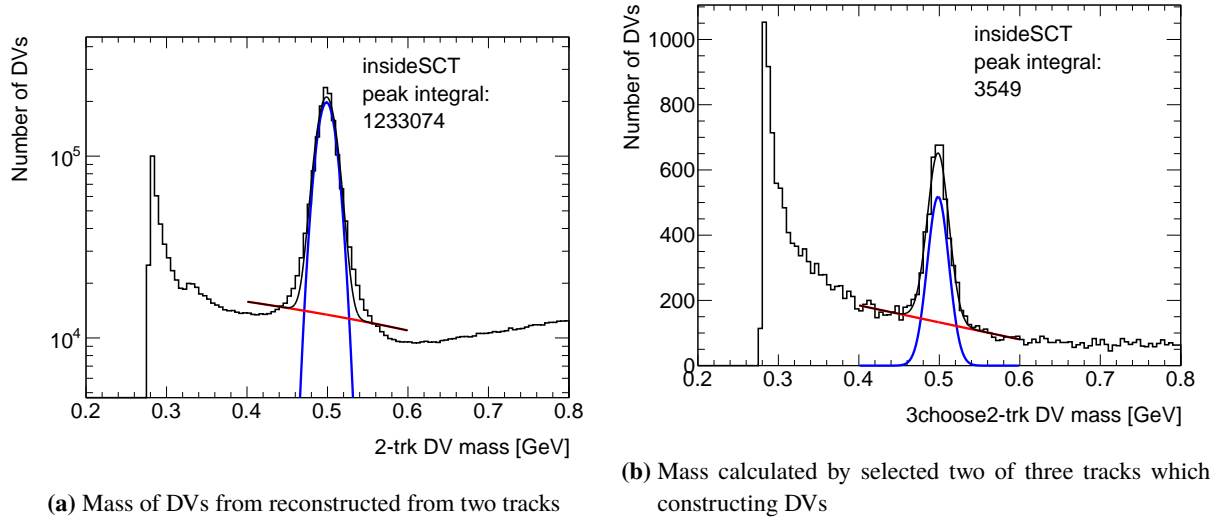 Number of DVs
10^5
10^4
insideSCT
peak integral:
1233074
0.2 0.3 0.4 0.5 0.6 0.7 0.8
2-trk DV mass [GeV]
(a) Mass of DVs from reconstructed from two tracks
Number of DVs
1000
800
600
400
200
0
insideSCT
peak integral:
3549
0.2 0.3 0.4 0.5 0.6 0.7 0.8
3choose2-trk DV mass [GeV]
(b) Mass calculated by selected two of three tracks which
constructing DVs